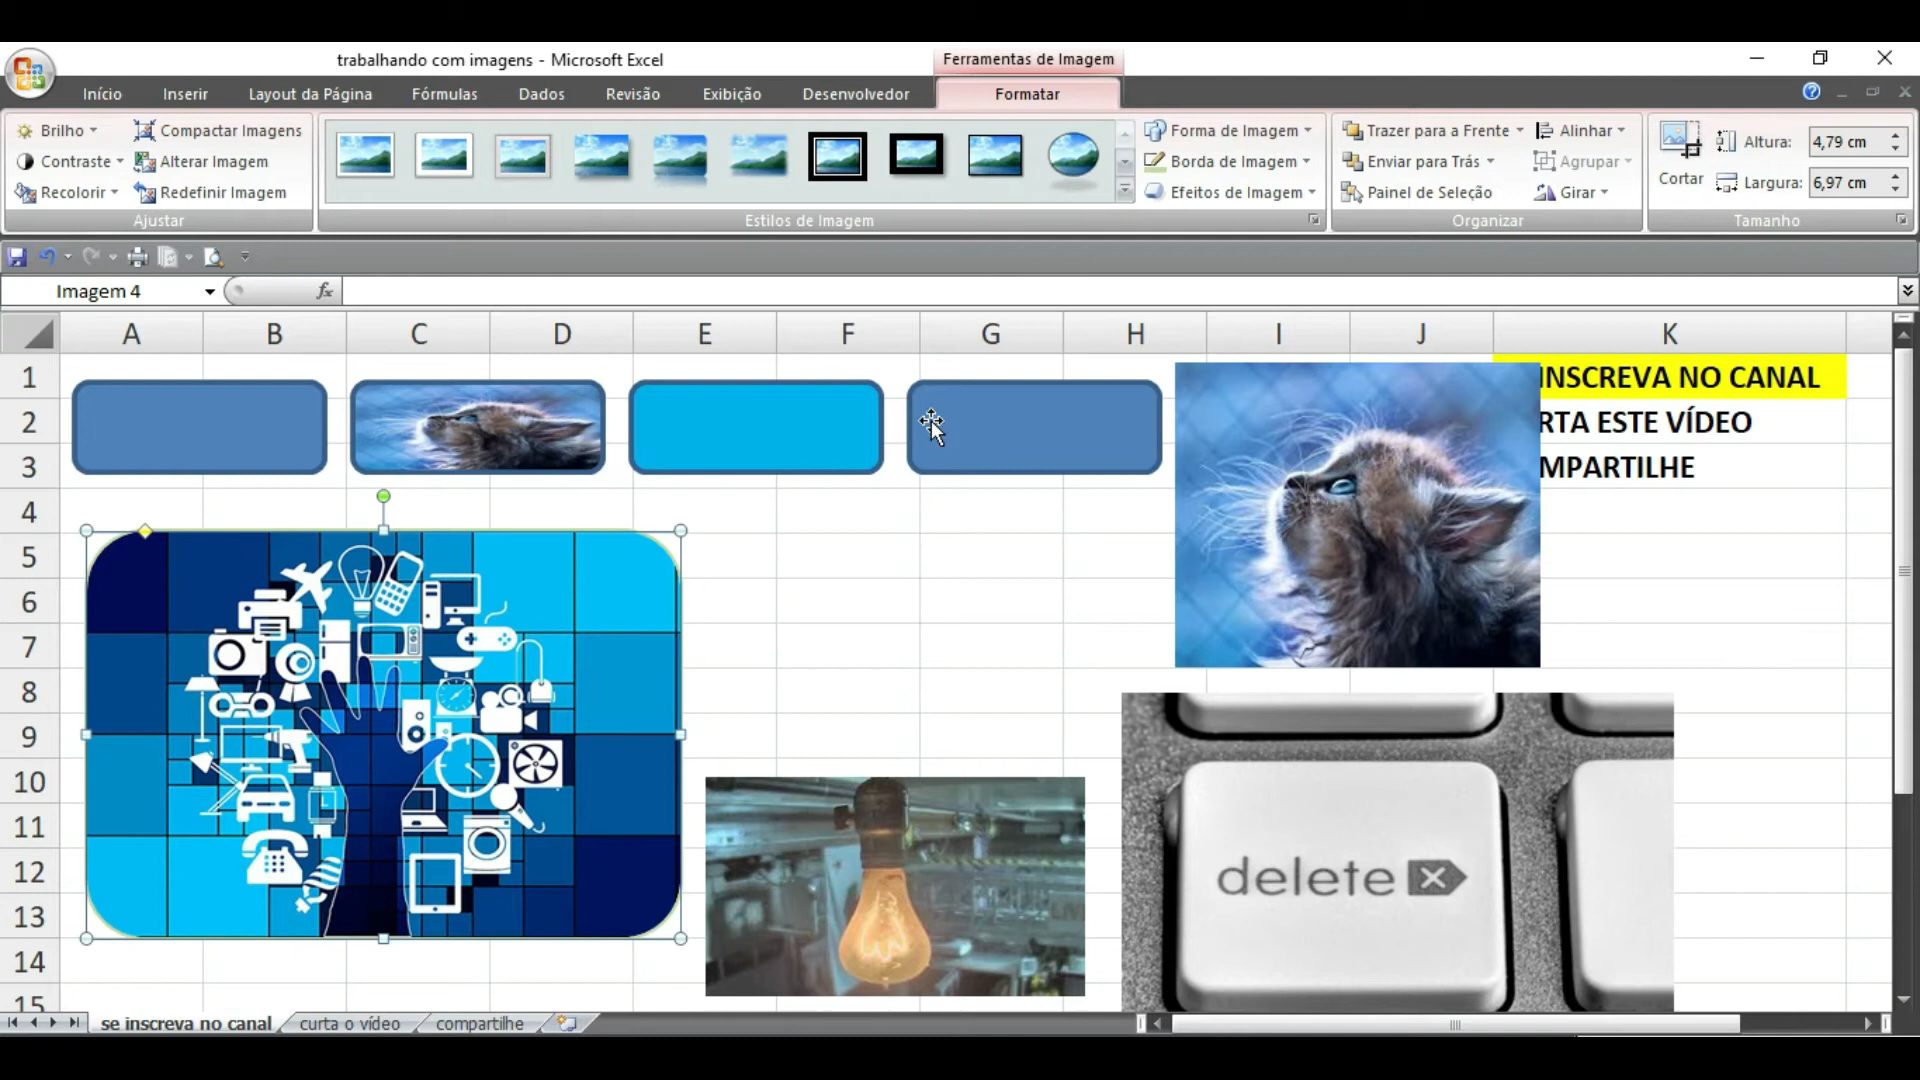 trabalhando com imagens - Microsoft Excel
Ferramentas de Imagem
Início Inserir Layout da Página Fórmulas Dados Revisão Exibição Desenvolvedor Formatar
Brilho Compactar Imagens Forma de Imagem Trazer para a Frente Alinhar Altura: 4,79 cm
Contraste Alterar Imagem Borda de Imagem Enviar para Trás Agrupar
Recolorir Redefinir Imagem Efeitos de Imagem Painel de Seleção Girar Cortar Largura: 6,97 cm
Ajustar Estilos de Imagem Organizar Tamanho
Imagem 4 fx
A B C D E F G H I J K
1 INSCREVA NO CANAL
2 RTA ESTE VÍDEO
3 MPARTILHE
4
5
6
7
8
9
10
11
12
delete
13
14
15
se inscreva no canal curta o vídeo compartilhe